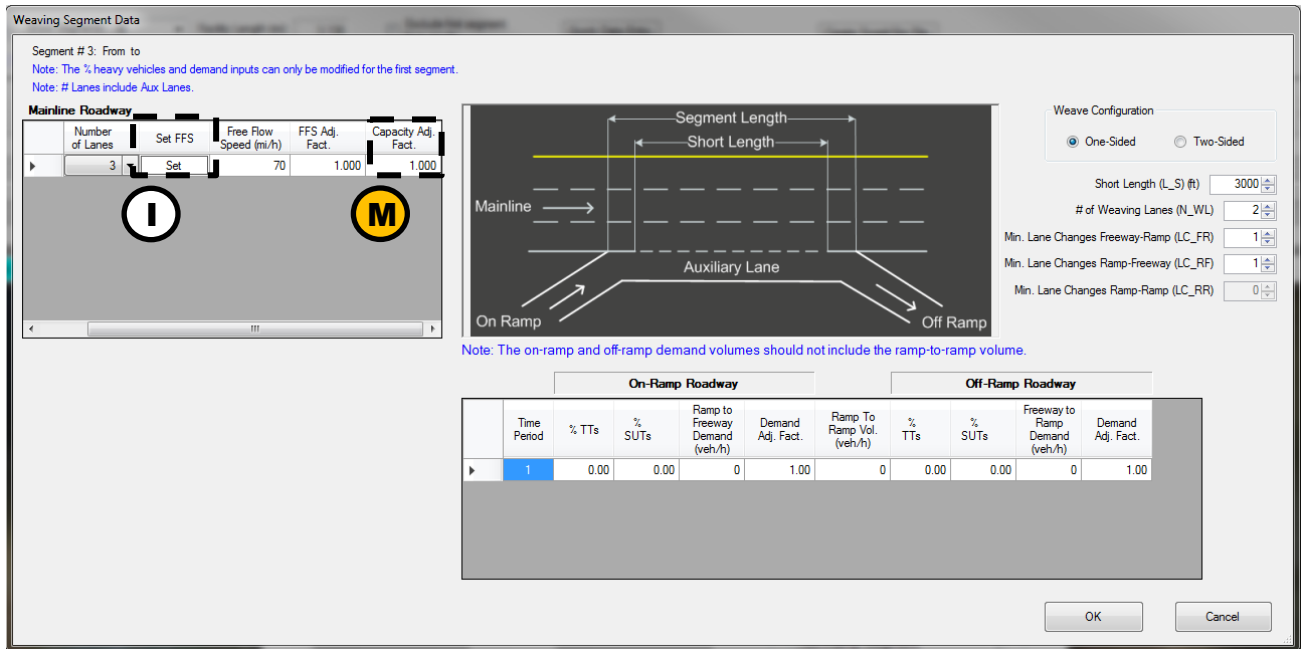 Weaving Segment Data
Segment # 3: From to
Note: The % heavy vehicles and demand inputs can only be modified for the first segment.
Note: # Lanes include Aux Lanes.
Mainline Roadway
Number of Lanes
Set FFS
Free Flow Speed (mi/h)
FFS Adj. Fact.
Capacity Adj. Fact.
3 Set 70 1.000 1.000
I M
Segment Length
Short Length
Mainline
Auxiliary Lane
On Ramp
Off Ramp
Weave Configuration
One-Sided Two-Sided
Short Length (L_S) (ft) 3000
# of Weaving Lanes (N_WL) 2
Min. Lane Changes Freeway-Ramp (LC_FR) 1
Min. Lane Changes Ramp-Freeway (LC_RF) 1
Min. Lane Changes Ramp-Ramp (LC_RR) 0
Note: The on-ramp and off-ramp demand volumes should not include the ramp-to-ramp volume.
On-Ramp Roadway Off-Ramp Roadway
Time Period
% TTs
% SUTs
Ramp to Freeway Demand (veh/h)
Demand Adj. Fact.
Ramp To Ramp Vol. (veh/h)
% TTs
% SUTs
Freeway to Ramp Demand (veh/h)
Demand Adj. Fact.
1 0.00 0.00 0 1.00 0 0.00 0.00 0 1.00
OK Cancel